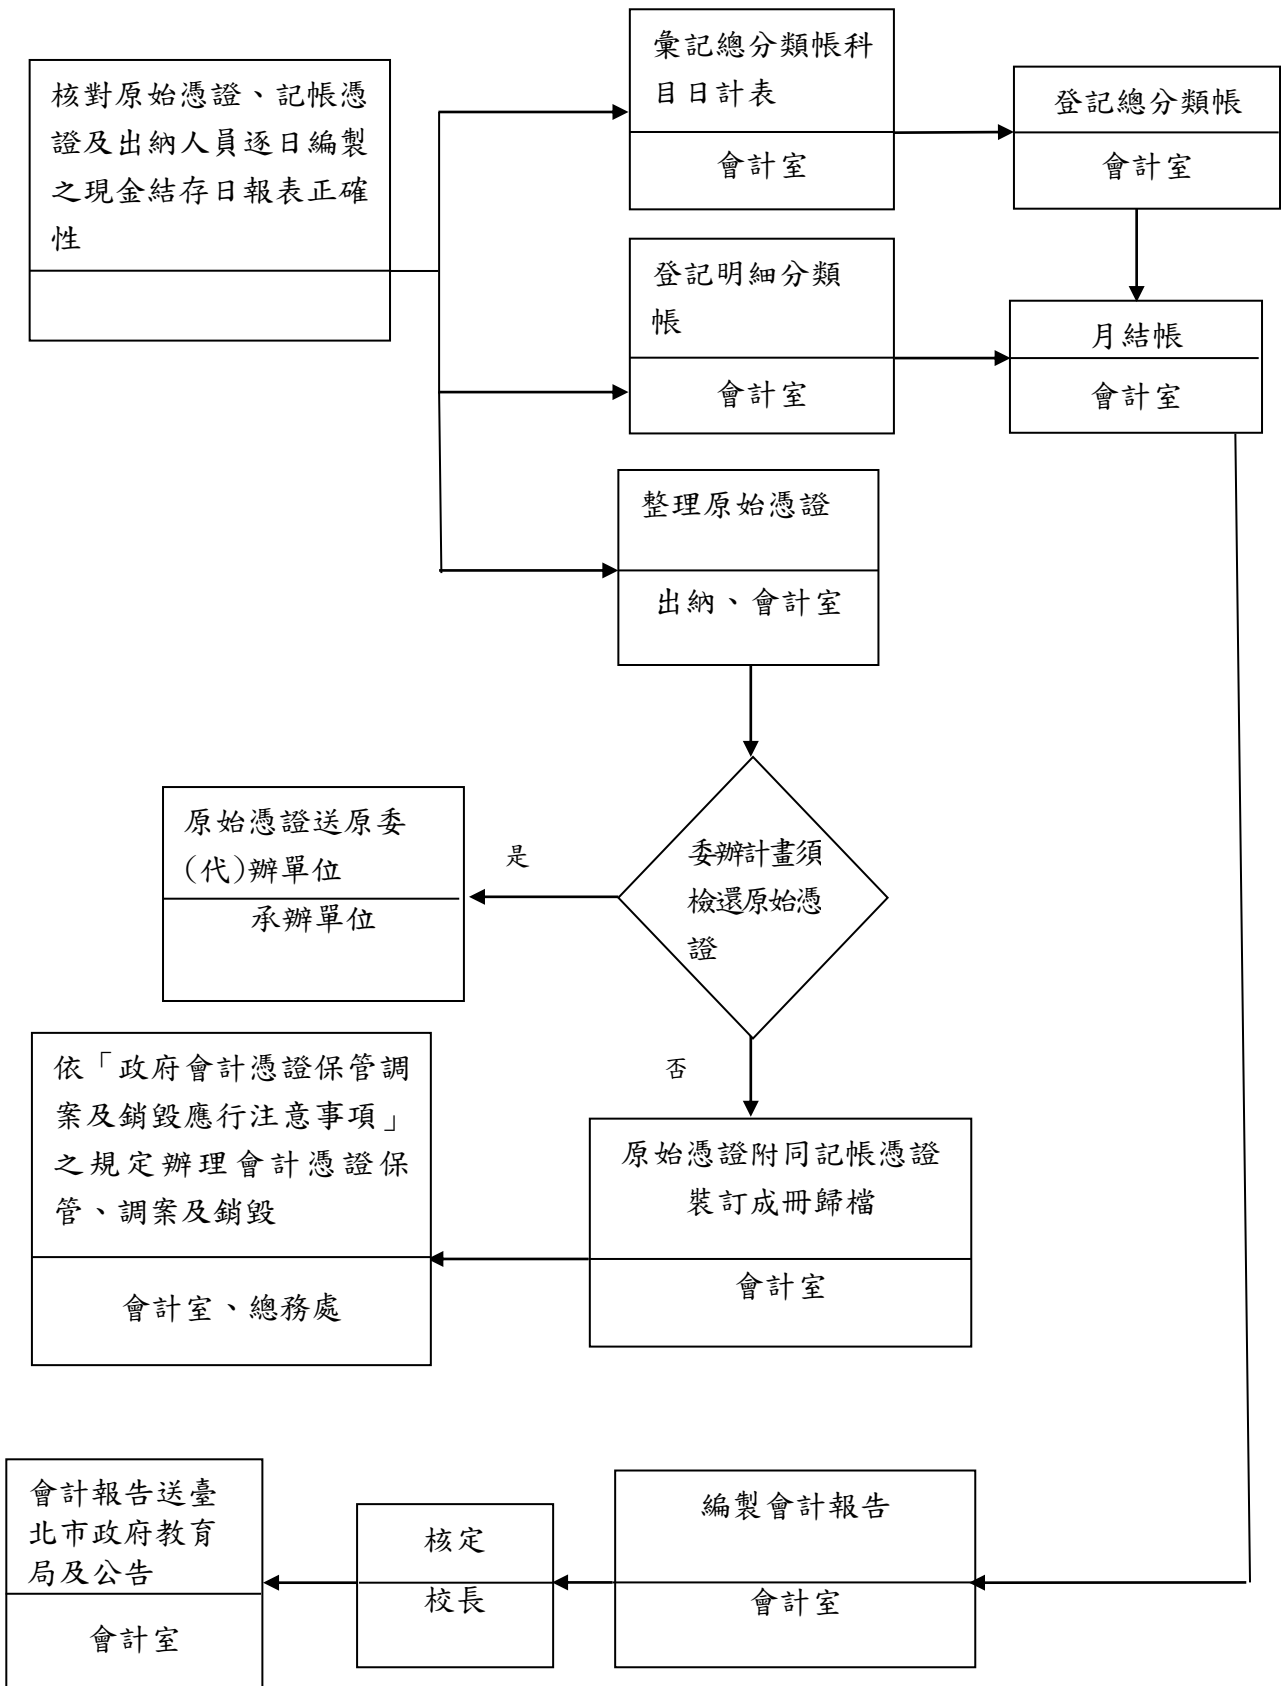 核對原始憑證、記帳憑
證及出納人員逐日編製
之現金結存日報表正確
性
彙記總分類帳科
目日計表
會計室
登記總分類帳
會計室
登記明細分類
帳
會計室
月結帳
會計室
整理原始憑證
出納、會計室
委辦計畫須
檢還原始憑
證
是
原始憑證送原委
(代)辦單位
承辦單位
否
原始憑證附同記帳憑證
裝訂成冊歸檔
會計室
依「政府會計憑證保管調
案及銷毀應行注意事項」
之規定辦理會計憑證保
管、調案及銷毀
會計室、總務處
編製會計報告
會計室
核定
校長
會計報告送臺
北市政府教育
局及公告
會計室